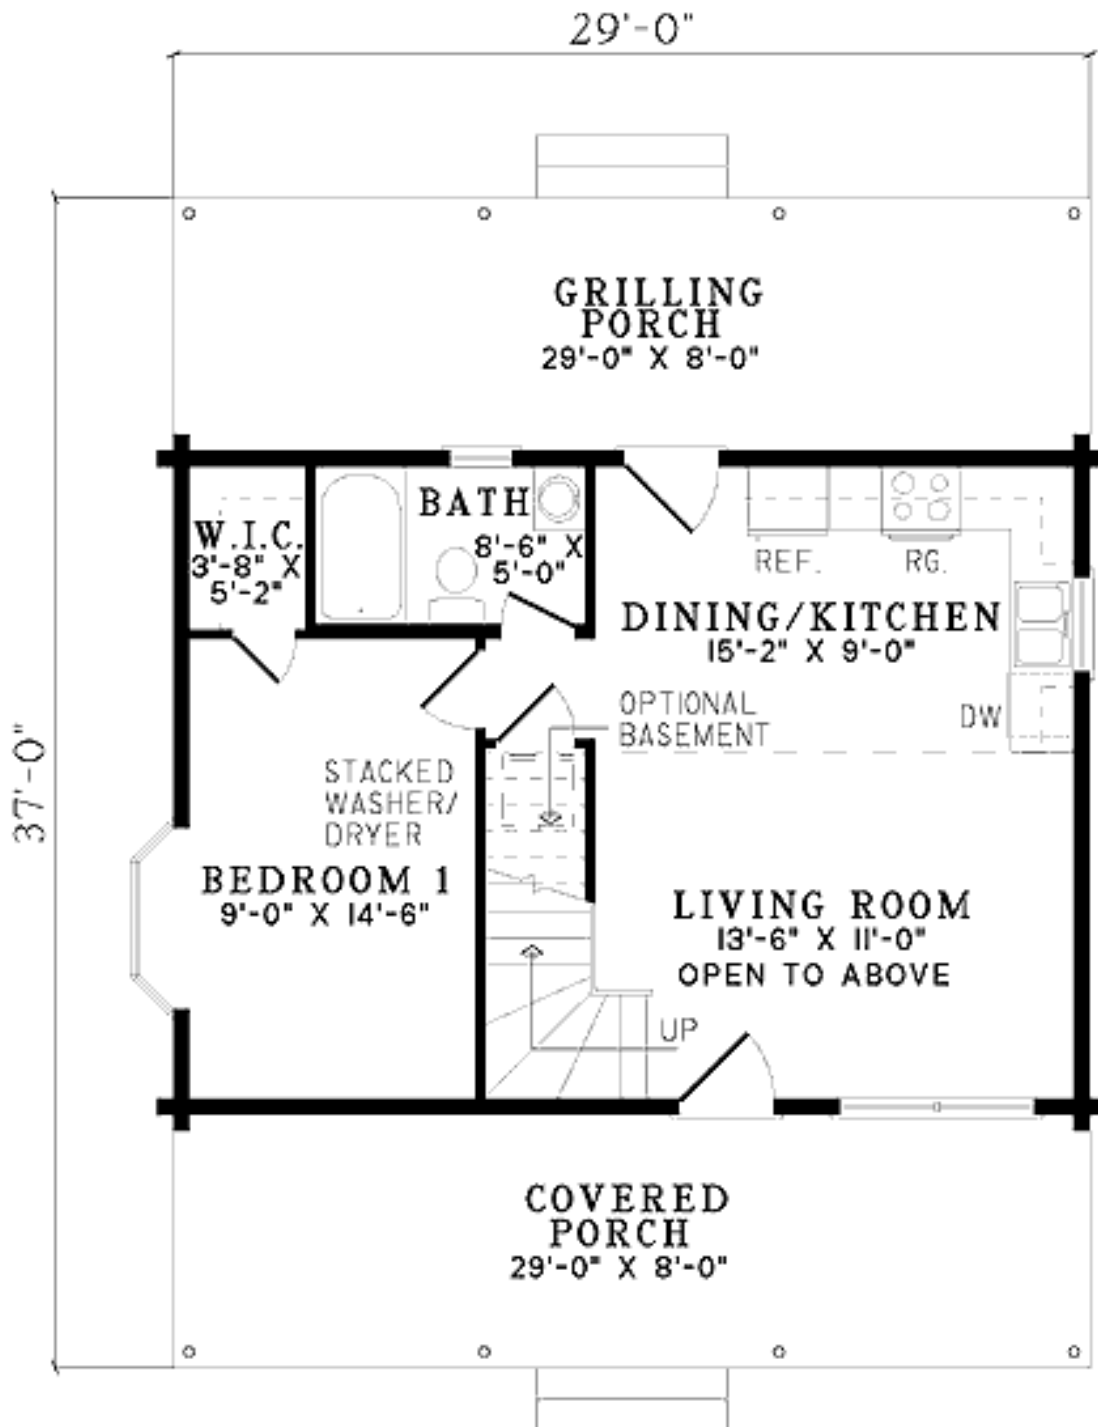 29'-0"
GRILLING
PORCH
29'-0" X 8'-0"
BATH
8'-6" X
5'-0"
W.I.C.
3'-8" X
5'-2"
REF.
RG.
DINING/KITCHEN
15'-2" X 9'-0"
OPTIONAL
BASEMENT
DW
37'-0"
STACKED
WASHER/
DRYER
BEDROOM 1
9'-0" X 14'-6"
LIVING ROOM
13'-6" X 11'-0"
OPEN TO ABOVE
UP
COVERED
PORCH
29'-0" X 8'-0"